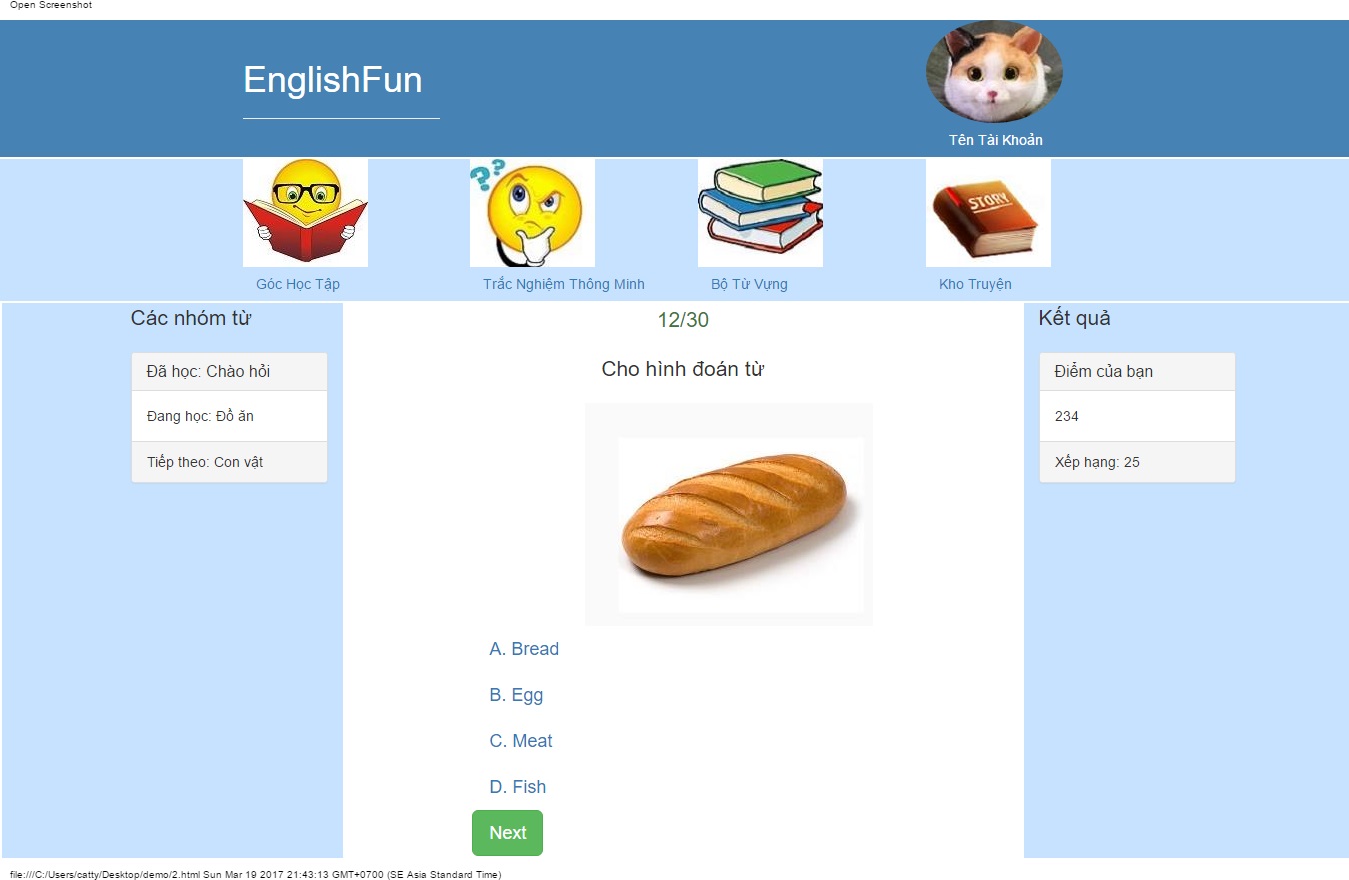 Open Screenshot
EnglishFun
Tên Tài Khoản
STORY
Góc Học Tập
Trắc Nghiệm Thông Minh
Bộ Từ Vựng
Kho Truyện
Các nhóm từ
Đã học: Chào hỏi
Đang học: Đồ ăn
Tiếp theo: Con vật
12/30
Cho hình đoán từ
A. Bread
B. Egg
C. Meat
D. Fish
Next
Kết quả
Điểm của bạn
234
Xếp hạng: 25
file:///C:/Users/catty/Desktop/demo/2.html Sun Mar 19 2017 21:43:13 GMT+0700 (SE Asia Standard Time)